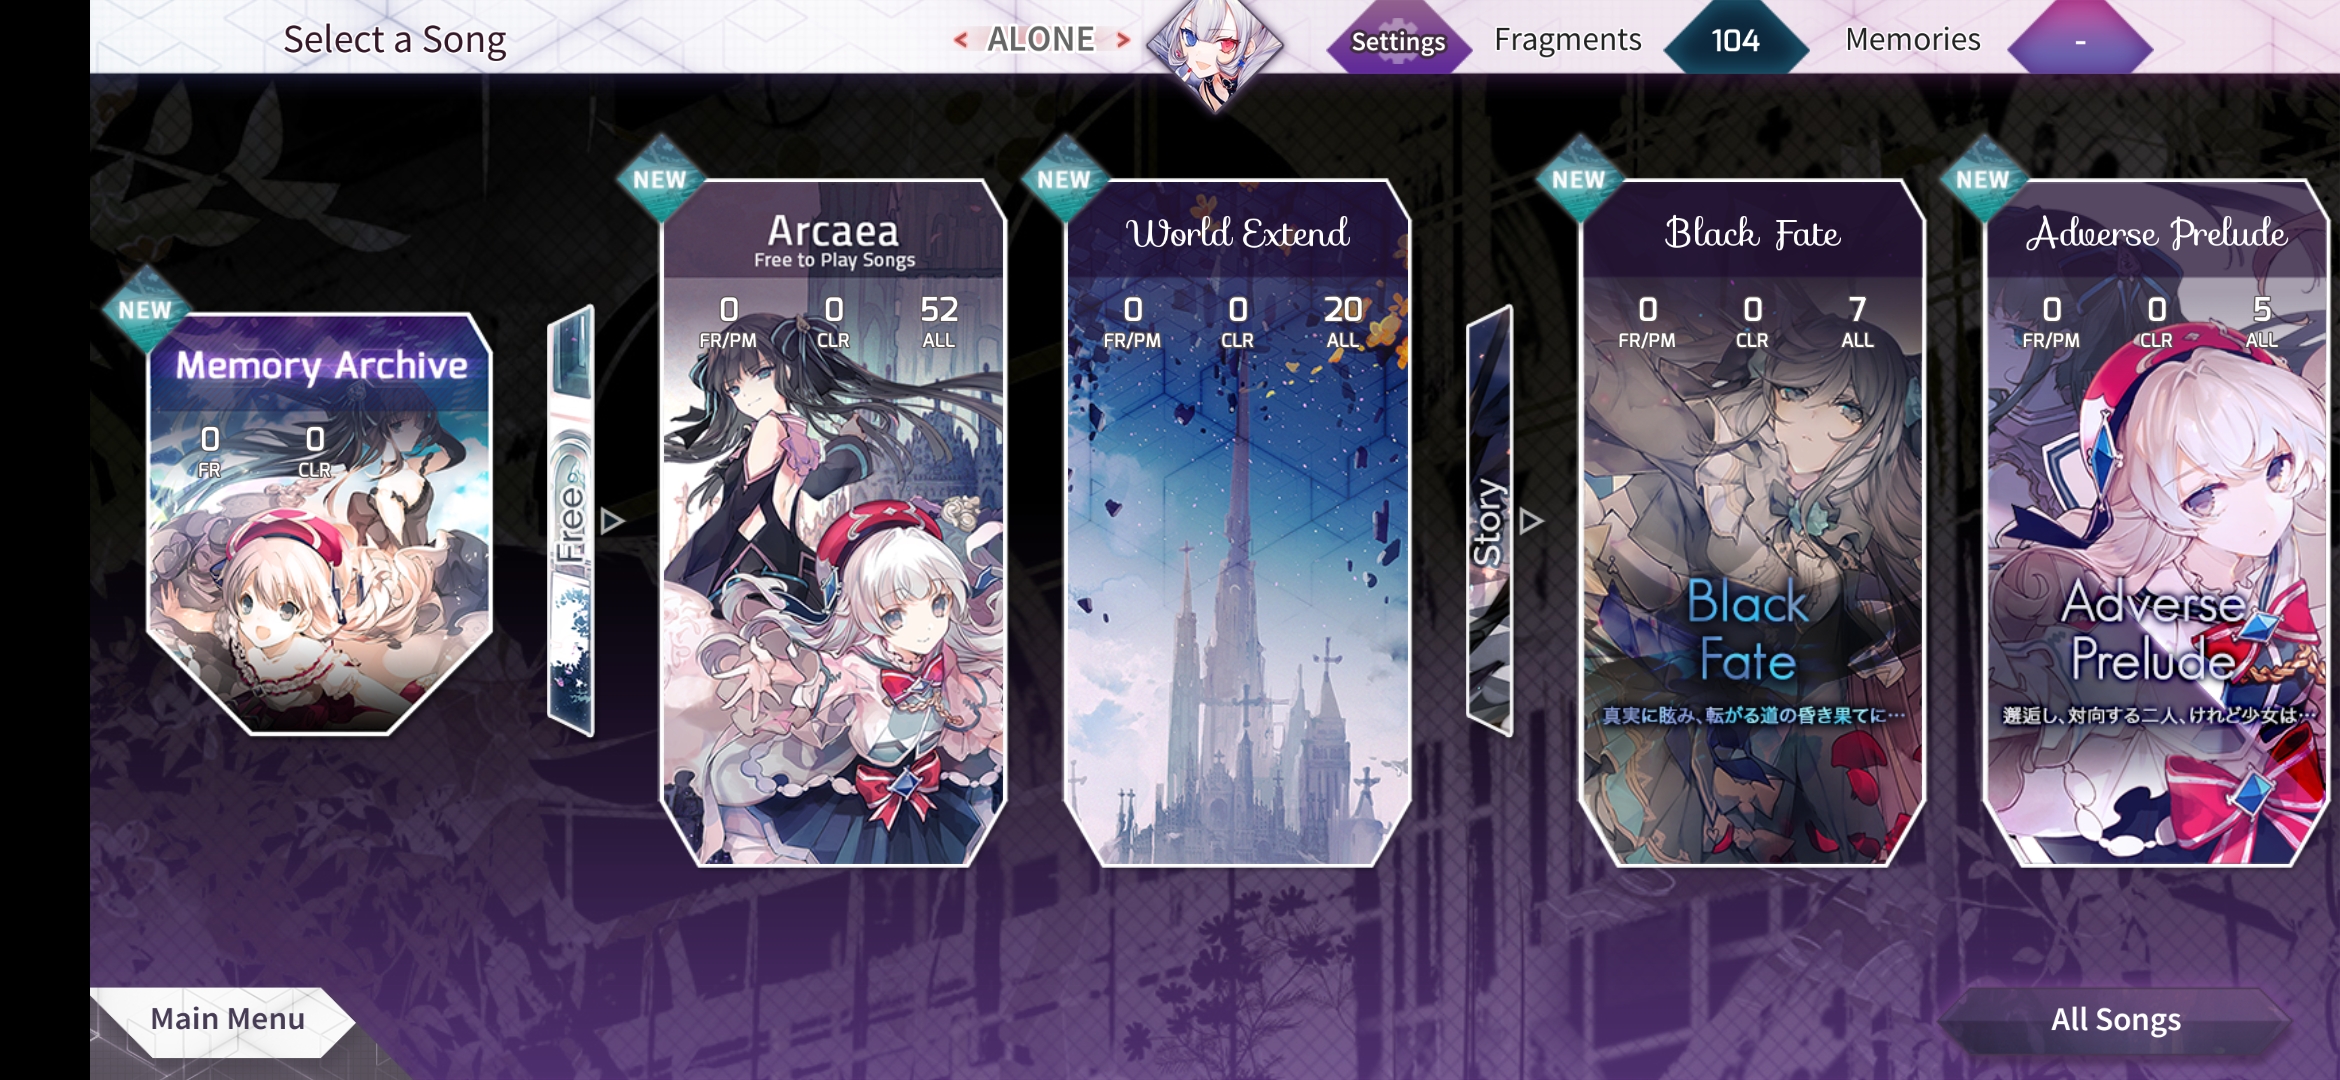 Select a Song
< ALONE >
Settings
Fragments
104
Memories
-
NEW
Memory Archive
0
FR
0
CLR
Free
NEW
Arcaea
Free to Play Songs
0
FR/PM
0
CLR
52
ALL
NEW
World Extend
0
FR/PM
0
CLR
20
ALL
Story
NEW
Black Fate
0
FR/PM
0
CLR
7
ALL
Black
Fate
真実に眩み、転がる道の昏き果てに…
NEW
Adverse Prelude
0
FR/PM
0
CLR
5
ALL
Adverse
Prelude
邂逅し、対向する二人、けれど少女は…
Main Menu
All Songs